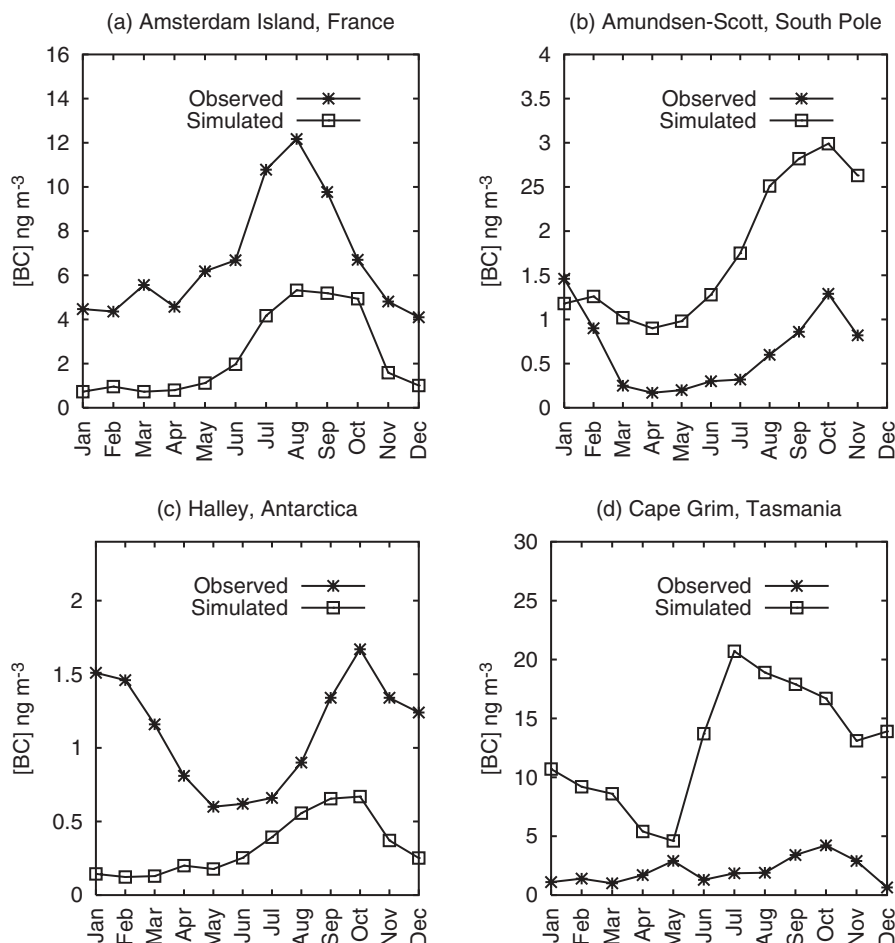 (a) Amsterdam Island, France
16
14
12
10
8
6
4
2
0
[BC] ng m-3
Observed
Simulated
Jan
Feb
Mar
Apr
May
Jun
Jul
Aug
Sep
Oct
Nov
Dec
(b) Amundsen-Scott, South Pole
4
3.5
3
25
2
1.5
1
0.5
0
[BC] ng m-3
Observed
Simulated
Jan
Feb
Mar
Apr
May
Jun
Jul
Aug
Sep
Oct
Nov
Dec
(c) Halley, Antarctica
2
1.5
1
0.5
0
[BC] ng m-3
Observed
Simulated
Jan
Feb
Mar
Apr
May
Jun
Jul
Aug
Sep
Oct
Nov
Dec
(d) Cape Grim, Tasmania
30
25
20
15
10
5
0
[BC] ng m-3
Observed
Simulated
Jan
Feb
Mar
Apr
May
Jun
Jul
Aug
Sep
Oct
Nov
Dec